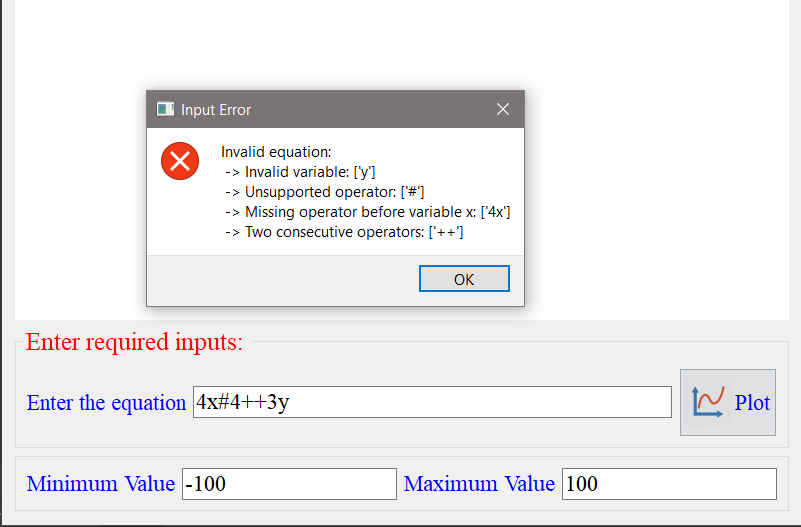 Input Error
Invalid equation:
-> Invalid variable: ['y']
-> Unsupported operator: ['#']
-> Missing operator before variable x: ['4x']
-> Two consecutive operators: ['++']
OK
Enter required inputs:
Enter the equation 4x#4++3y Plot
Minimum Value -100 Maximum Value 100